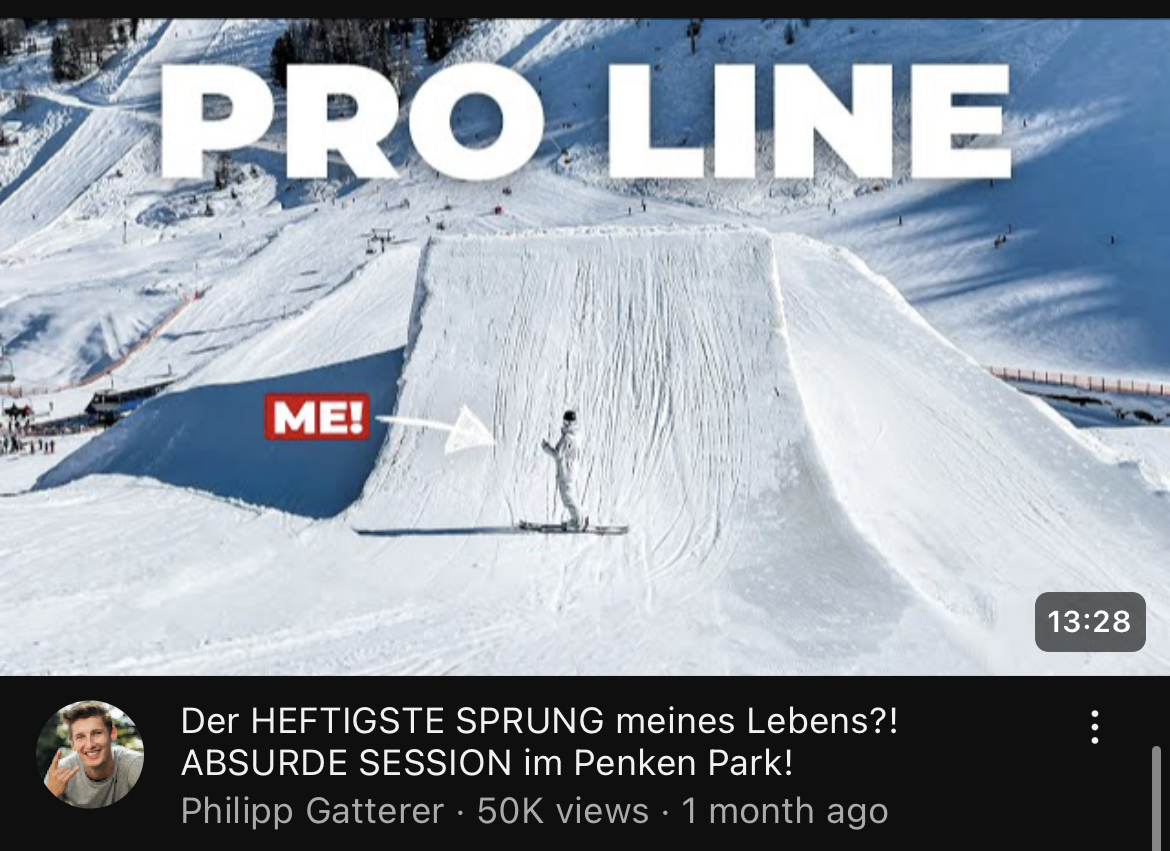 PRO LINE
ME!
13:28
Der HEFTIGSTE SPRUNG meines Lebens?!
ABSURDE SESSION im Penken Park!
Philipp Gatterer · 50K views · 1 month ago